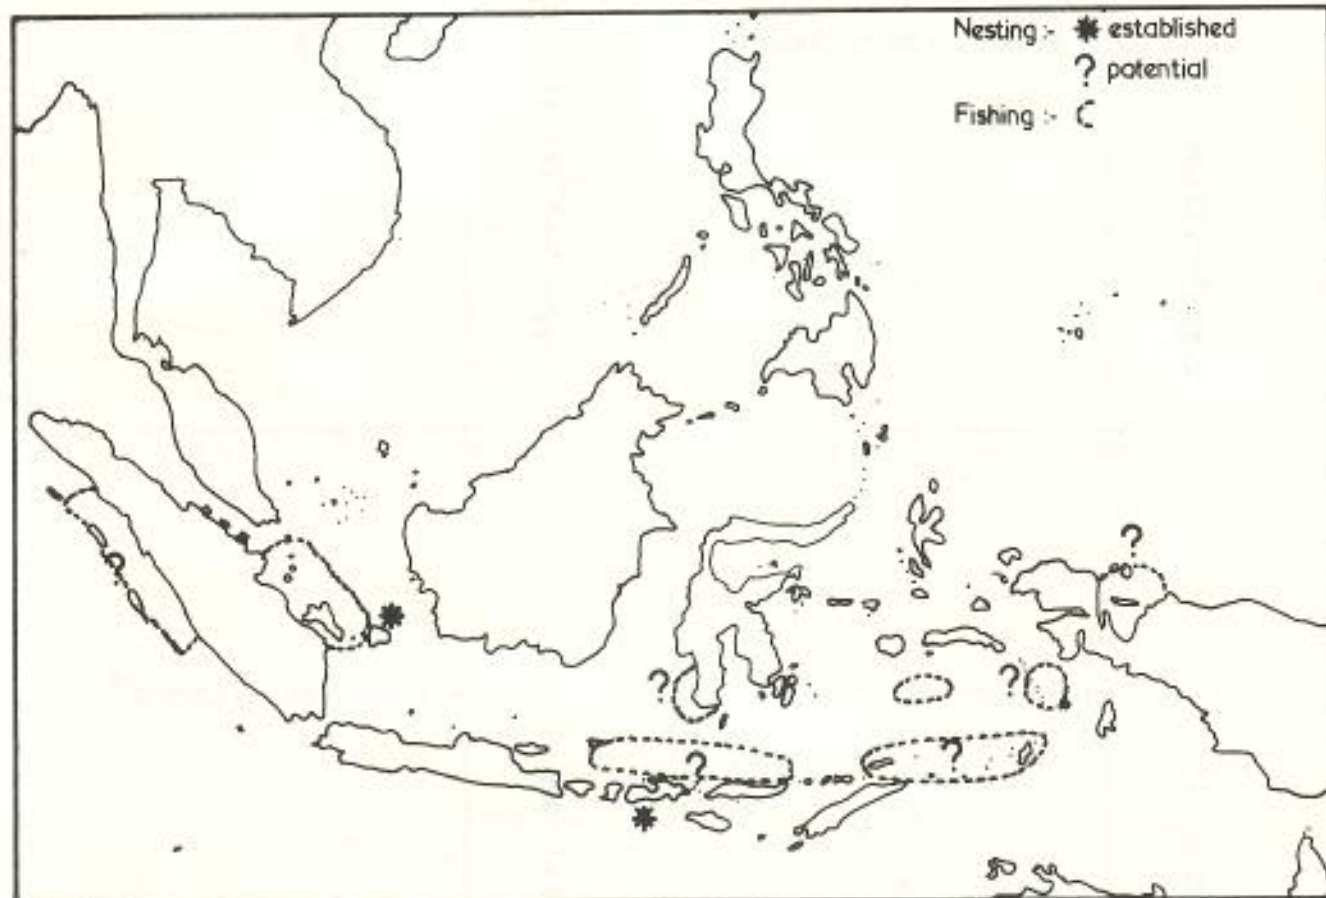 Nesting :- ✱ established
? potential
Fishing :-
?
?
?
?
?
?